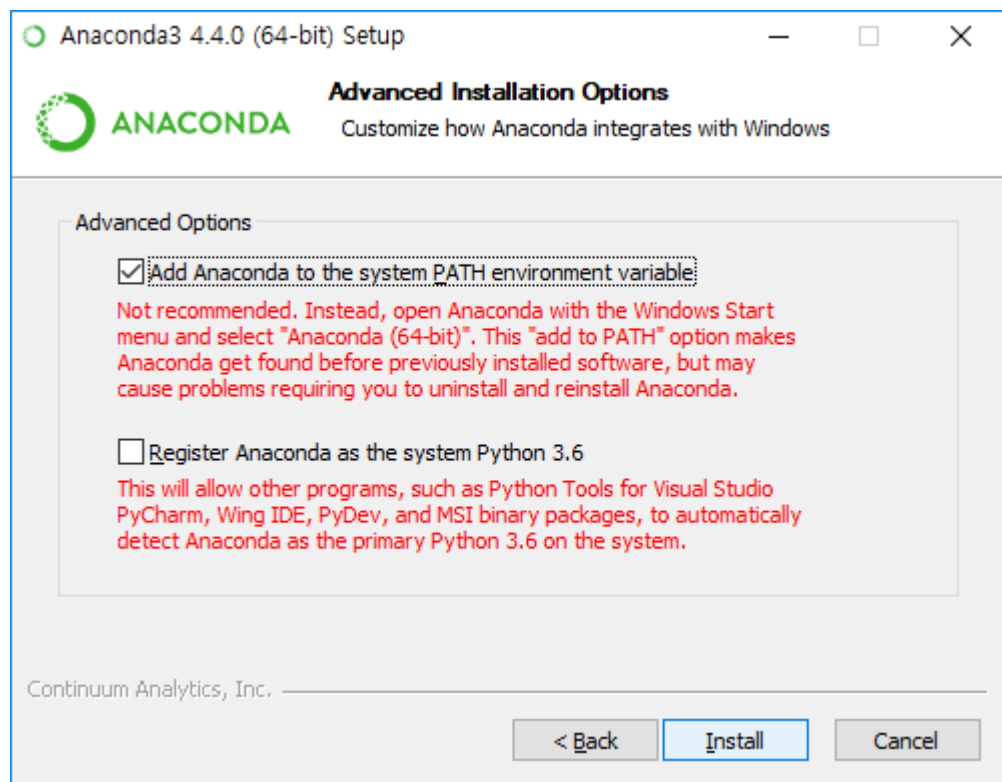 Anaconda3 4.4.0 (64-bit) Setup
ANACONDA
Advanced Installation Options
Customize how Anaconda integrates with Windows
Advanced Options
Add Anaconda to the system PATH environment variable
Not recommended. Instead, open Anaconda with the Windows Start
menu and select "Anaconda (64-bit)". This "add to PATH" option makes
Anaconda get found before previously installed software, but may
cause problems requiring you to uninstall and reinstall Anaconda.
Register Anaconda as the system Python 3.6
This will allow other programs, such as Python Tools for Visual Studio
PyCharm, Wing IDE, PyDev, and MSI binary packages, to automatically
detect Anaconda as the primary Python 3.6 on the system.
Continuum Analytics, Inc.
< Back
Install
Cancel